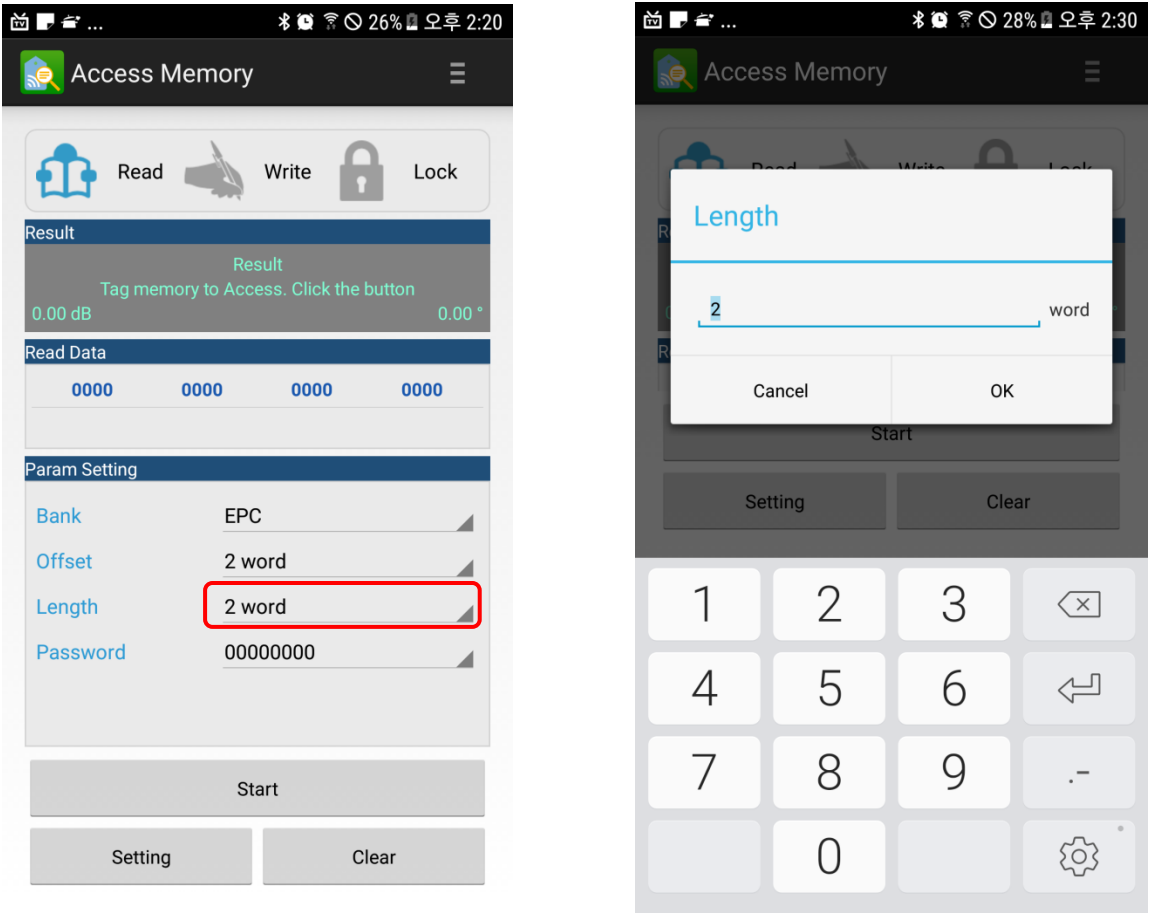 ... 26% 오후 2:20
Access Memory
Read Write Lock
Result
Result
Tag memory to Access. Click the button
0.00 dB 0.00 °
Read Data
0000 0000 0000 0000
Param Setting
Bank EPC
Offset 2 word
Length 2 word
Password 00000000
Start
Setting Clear
... 28% 오후 2:30
Access Memory
Read Write Lock
Length
2 word
Cancel OK
Start
Setting Clear
1 2 3
4 5 6
7 8 9 .-
0